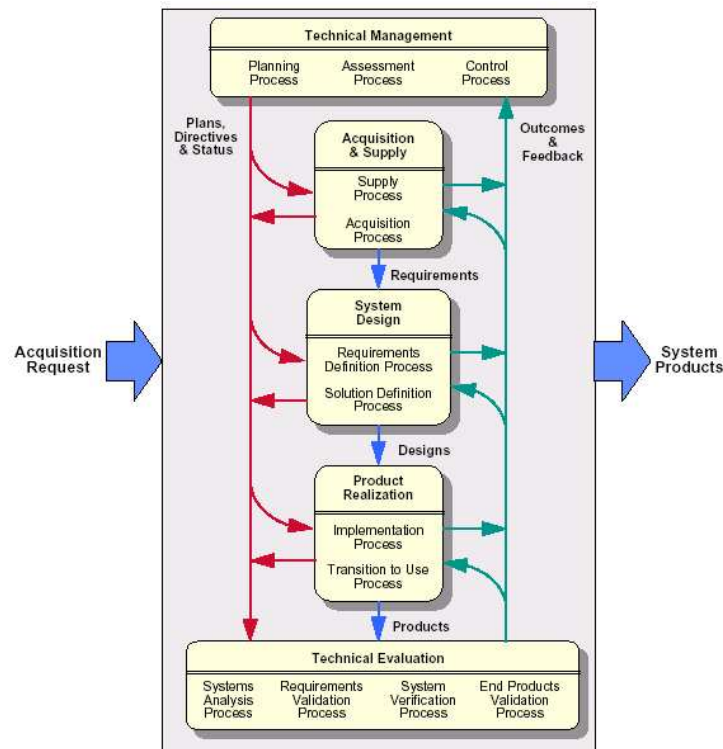 Technical Management
Planning
Process
Assessment
Process
Control
Process
Plans,
Directives
& Status
Outcomes
&
Feedback
Acquisition
& Supply
Supply
Process
Acquisition
Process
Requirements
System
Design
Requirements
Definition Process
Solution Definition
Process
Acquisition
Request
System
Products
Designs
Product
Realization
Implementation
Process
Transition to Use
Process
Products
Technical Evaluation
Systems
Analysis
Process
Requirements
Validation
Process
System
Verification
Process
End Products
Validation
Process